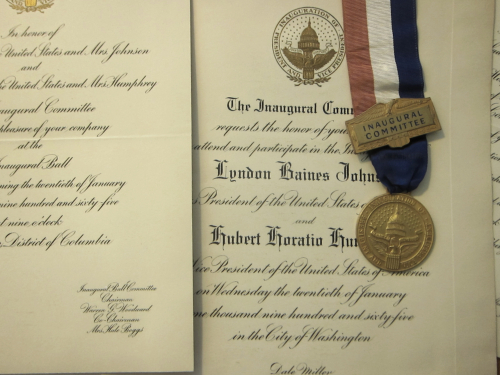 In honor of
United States and Mrs Johnson
and
United States and Mrs Humphrey
Inaugural Committee
pleasure of your company
at the
Inaugural Ball
the twentieth of January
nine hundred and sixty-five
at nine o'clock
District of Columbia
Inaugural Ball Committee
Chairman
Co-Chairman
Mrs Hale Boggs
INAUGURATION OF
PRESIDENT AND VICE PRESIDENT
The Inaugural Com
requests the honor of you
attend and participate in the In
Lyndon Baines Johns
President of the United States o
and
Hubert Horatio Hu
Vice President of the United States of America
on Wednesday the twentieth of January
one thousand nine hundred and sixty five
in the City of Washington
Dale Miller
INAUGURAL
COMMITTEE